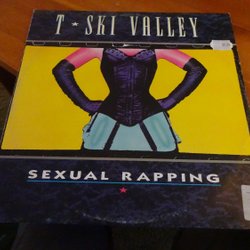 T★SKI VALLEY
SEXUAL RAPPING